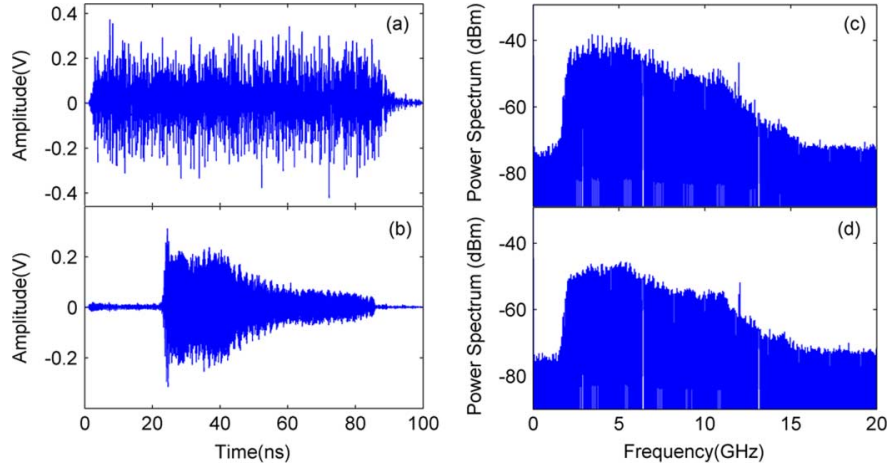 (a)
0.4
0.2
0
-0.2
-0.4
Amplitude(V)
(b)
0.2
0
-0.2
Amplitude(V)
0 20 40 60 80 100
Time(ns)
(c)
-40
-60
-80
Power Spectrum (dBm)
(d)
-40
-60
-80
Power Spectrum (dBm)
0 5 10 15 20
Frequency(GHz)